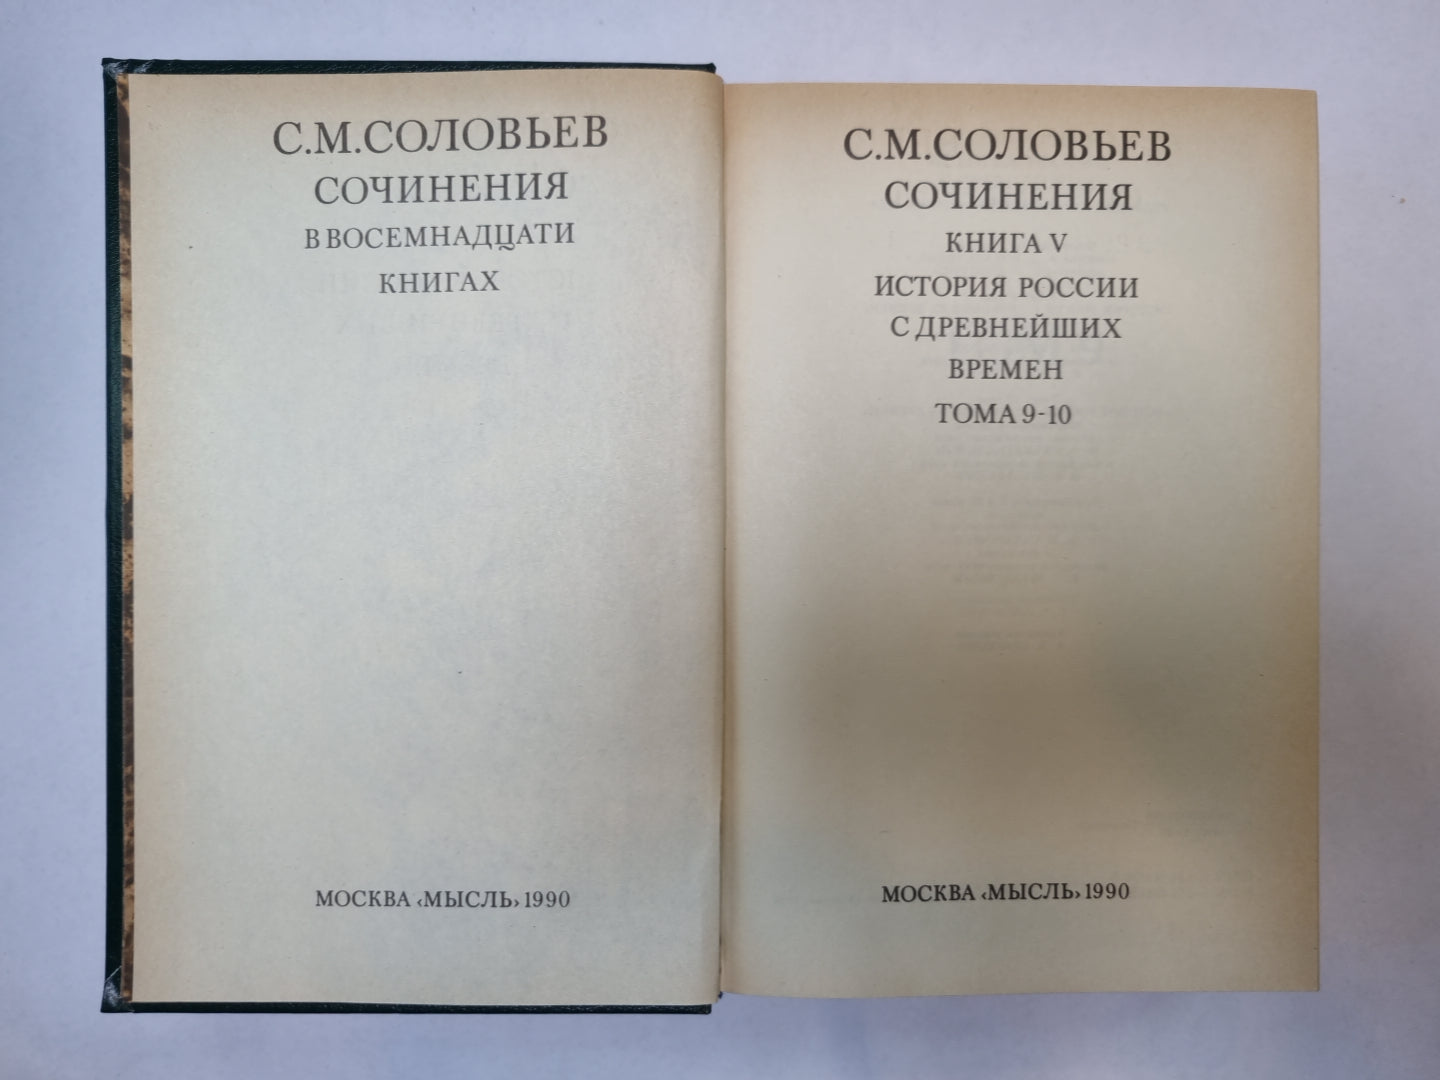 С.М.СОЛОВЬЕВ
СОЧИНЕНИЯ
В ВОСЕМНАДЦАТИ
КНИГАХ
МОСКВА ‹МЫСЛЬ› 1990
С.М.СОЛОВЬЕВ
СОЧИНЕНИЯ
КНИГА V
ИСТОРИЯ РОССИИ
С ДРЕВНЕЙШИХ
ВРЕМЕН
ТОМА 9-10
МОСКВА ‹МЫСЛЬ› 1990